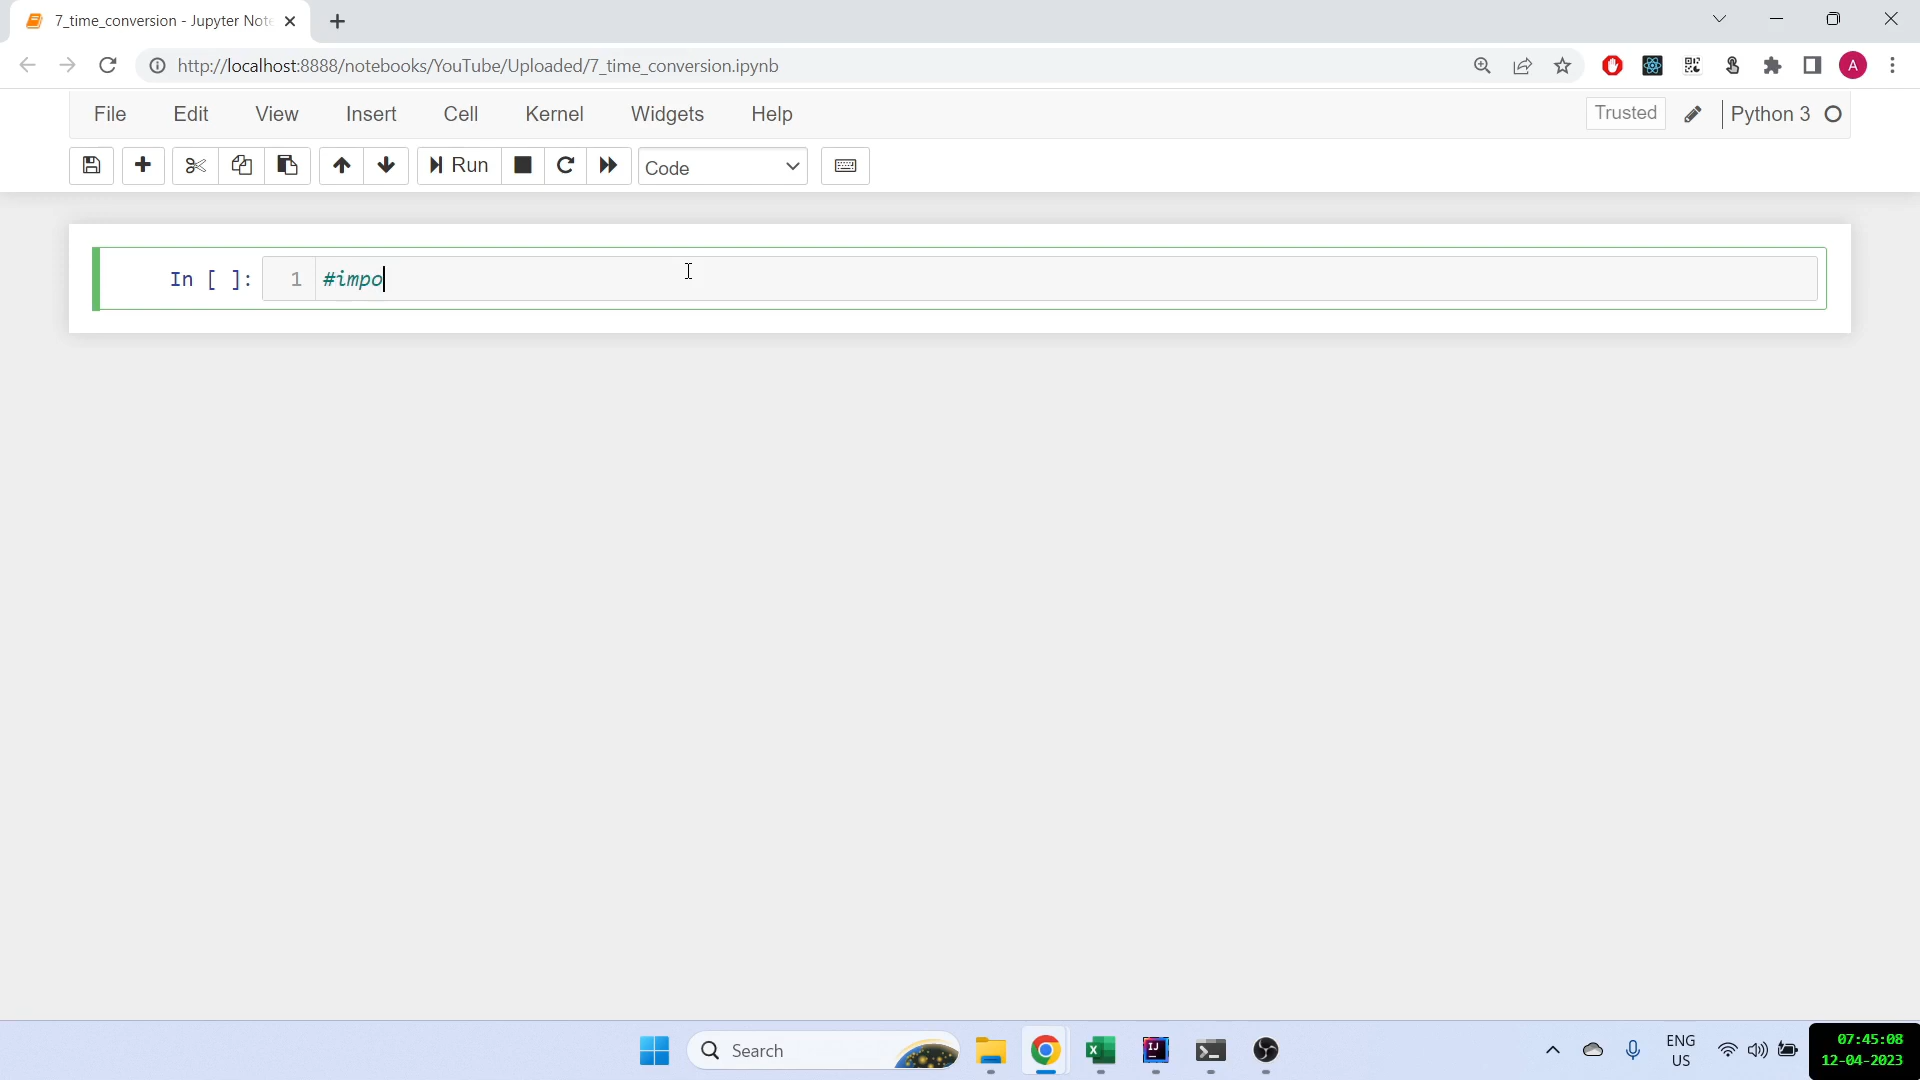 7_time_conversion - Jupyter Note
http://localhost:8888/notebooks/YouTube/Uploaded/7_time_conversion.ipynb
A
File Edit View Insert Cell Kernel Widgets Help
Trusted
Python 3
Run
Code
In [ ]:
1
#impo
Search
IJ
ENG
US
07:45:08
12-04-2023